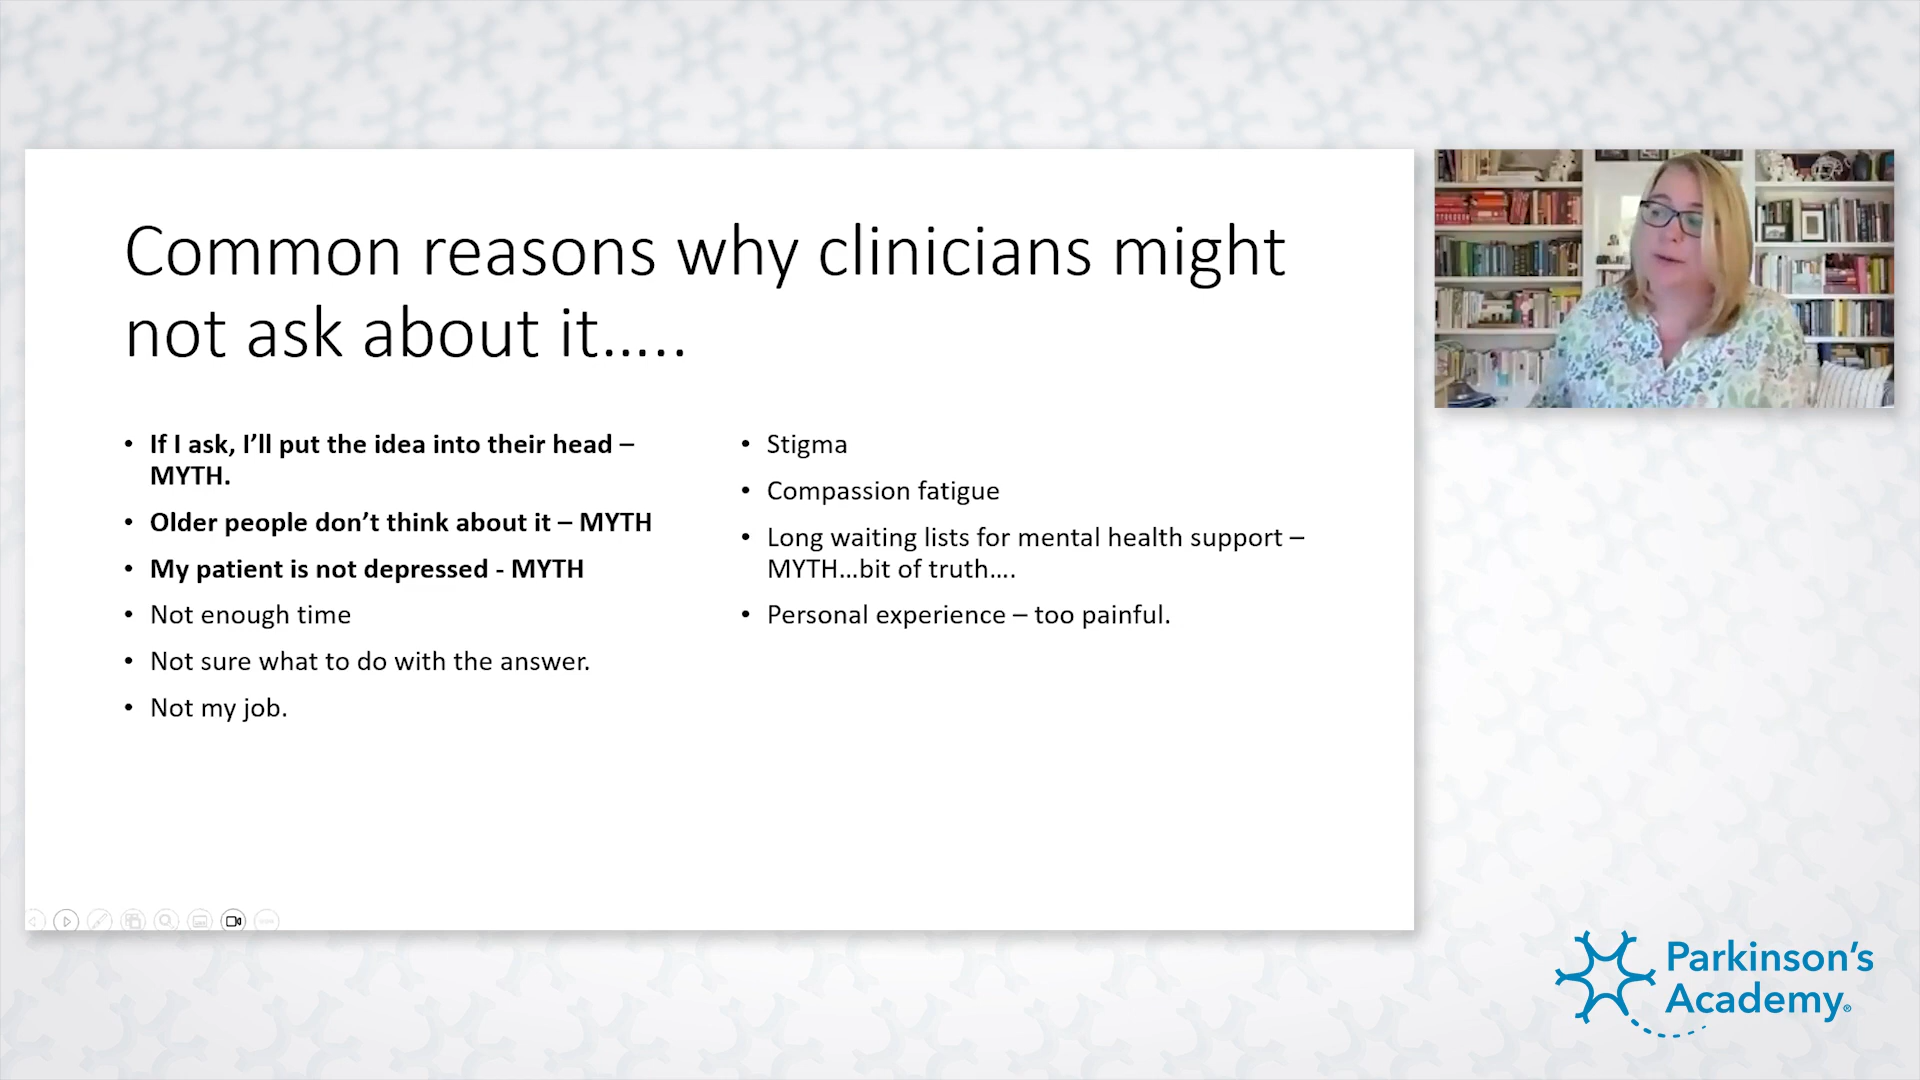 Common reasons why clinicians might
not ask about it.....
• If I ask, I’ll put the idea into their head –
MYTH.
• Older people don’t think about it – MYTH
• My patient is not depressed - MYTH
• Not enough time
• Not sure what to do with the answer.
• Not my job.
• Stigma
• Compassion fatigue
• Long waiting lists for mental health support –
MYTH...bit of truth....
• Personal experience – too painful.
Parkinson’s
Academy®